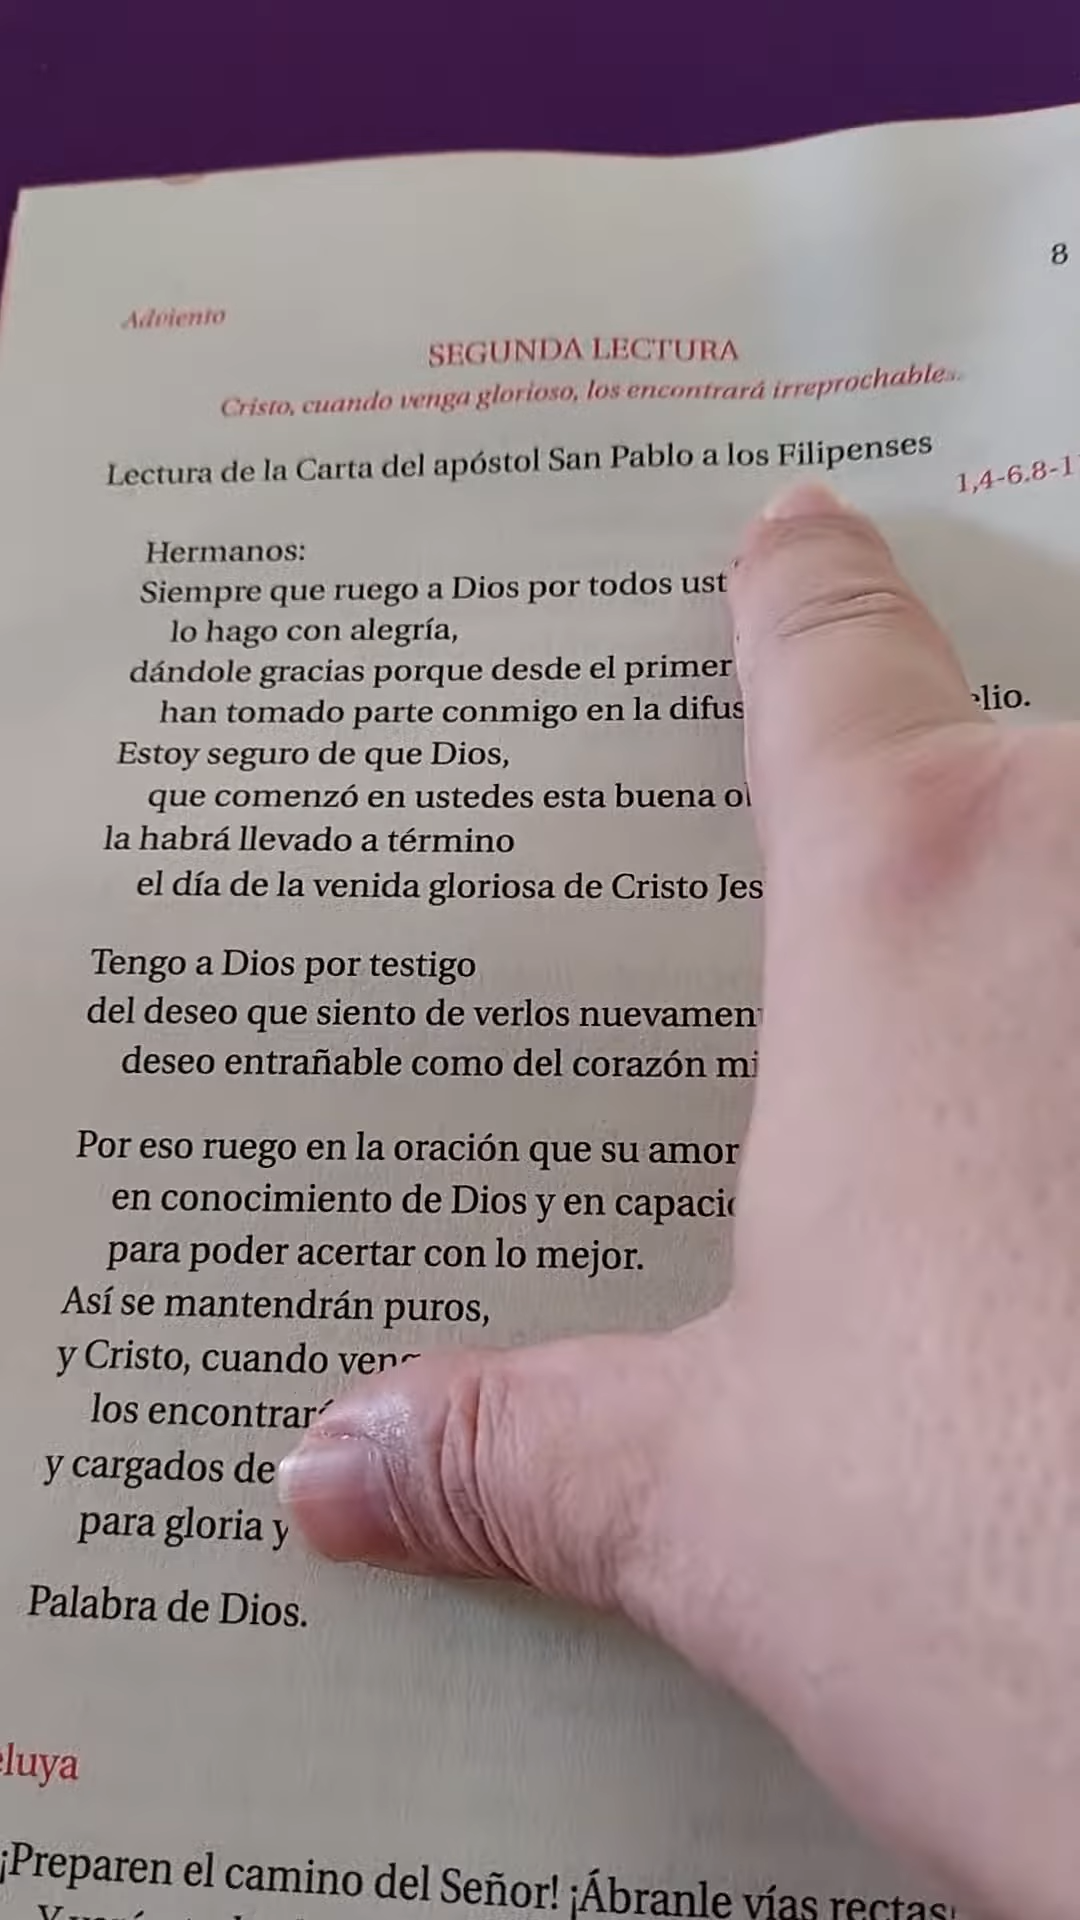 8
Adviento
SEGUNDA LECTURA
Cristo, cuando venga glorioso, los encontrará irreprochables.
Lectura de la Carta del apóstol San Pablo a los Filipenses
1,4-6.8-1
Hermanos:
Siempre que ruego a Dios por todos ust
lo hago con alegría,
dándole gracias porque desde el primer
han tomado parte conmigo en la difus elio.
Estoy seguro de que Dios,
que comenzó en ustedes esta buena
la habrá llevado a término
el día de la venida gloriosa de Cristo Jes
Tengo a Dios por testigo
del deseo que siento de verlos nuevamen
deseo entrañable como del corazón mi
Por eso ruego en la oración que su amor
en conocimiento de Dios y en capaci
para poder acertar con lo mejor.
Así se mantendrán puros,
y Cristo, cuando ven
los encontrar
y cargados de
para gloria y
Palabra de Dios.
eluya
¡Preparen el camino del Señor! ¡Ábranle vías rectas